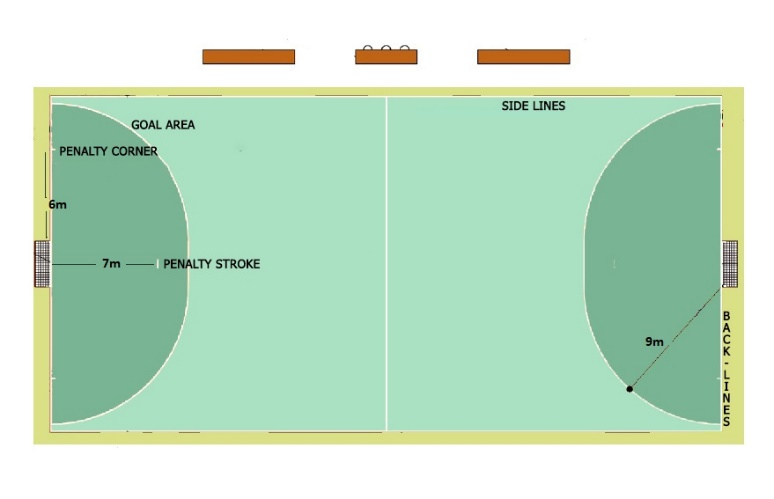 SIDE LINES
GOAL AREA
PENALTY CORNER
6m
7m
PENALTY STROKE
9m
BACK-LINES